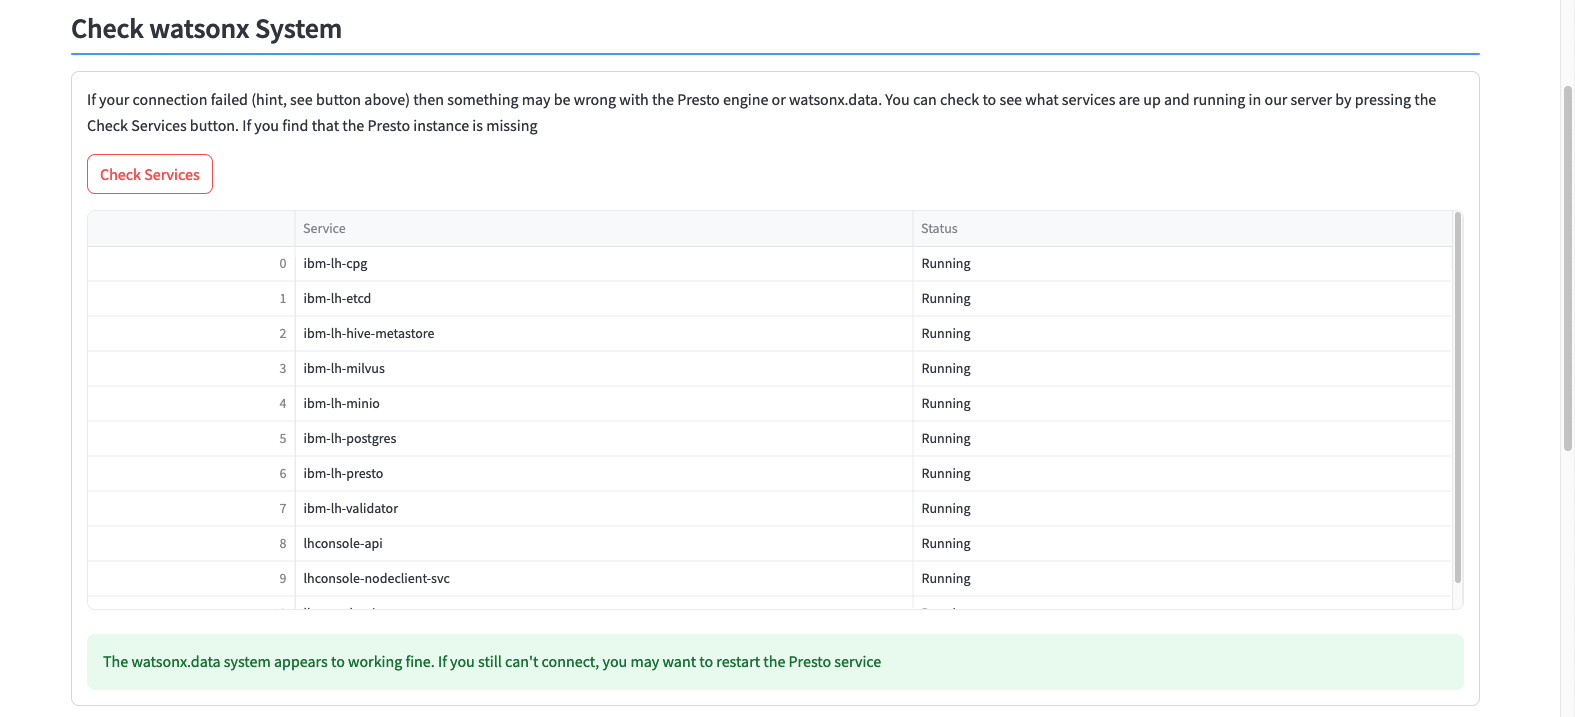 Check watsonx System
If your connection failed (hint, see button above) then something may be wrong with the Presto engine or watsonx.data. You can check to see what services are up and running in our server by pressing the
Check Services button. If you find that the Presto instance is missing
Check Services
Service Status
0 ibm-lh-cpg Running
1 ibm-lh-etcd Running
2 ibm-lh-hive-metastore Running
3 ibm-lh-milvus Running
4 ibm-lh-minio Running
5 ibm-lh-postgres Running
6 ibm-lh-presto Running
7 ibm-lh-validator Running
8 lhconsole-api Running
9 lhconsole-nodeclient-svc Running
The watsonx.data system appears to working fine. If you still can't connect, you may want to restart the Presto service